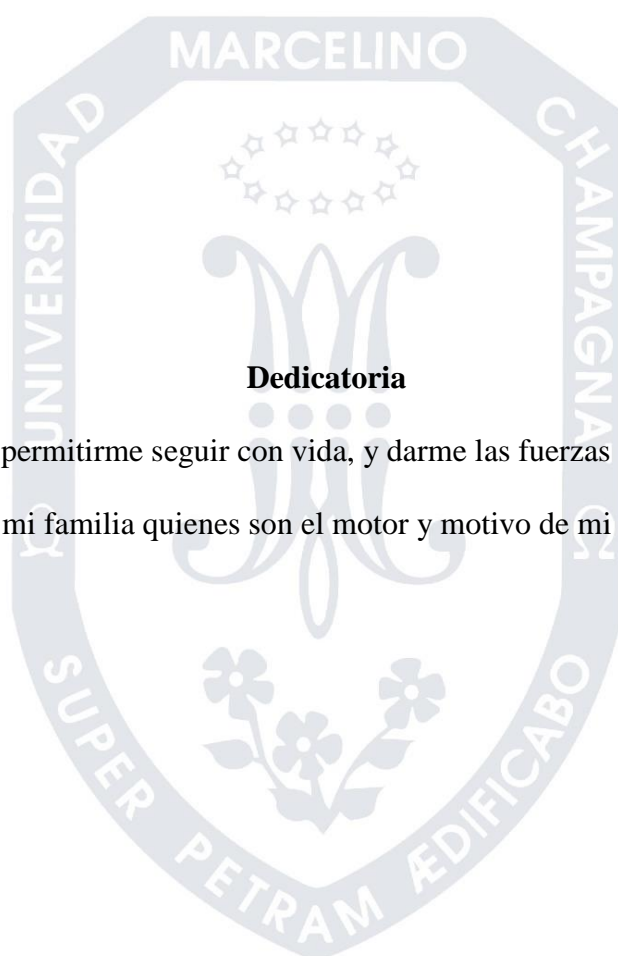 MARCELINO
CHAMPAGNAT
UNIVERSIDAD
Dedicatoria
permitirme seguir con vida, y darme las fuerzas
mi familia quienes son el motor y motivo de mi
Ω
Ω
SUPER PETRAM ÆDIFICABO